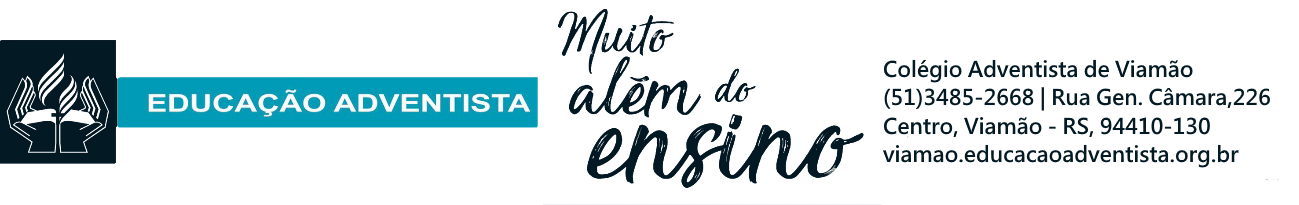 EDUCAÇÃO ADVENTISTA
Muito
além do
ensino
Colégio Adventista de Viamão
(51)3485-2668 | Rua Gen. Câmara,226
Centro, Viamão - RS, 94410-130
viamao.educacaoadventista.org.br